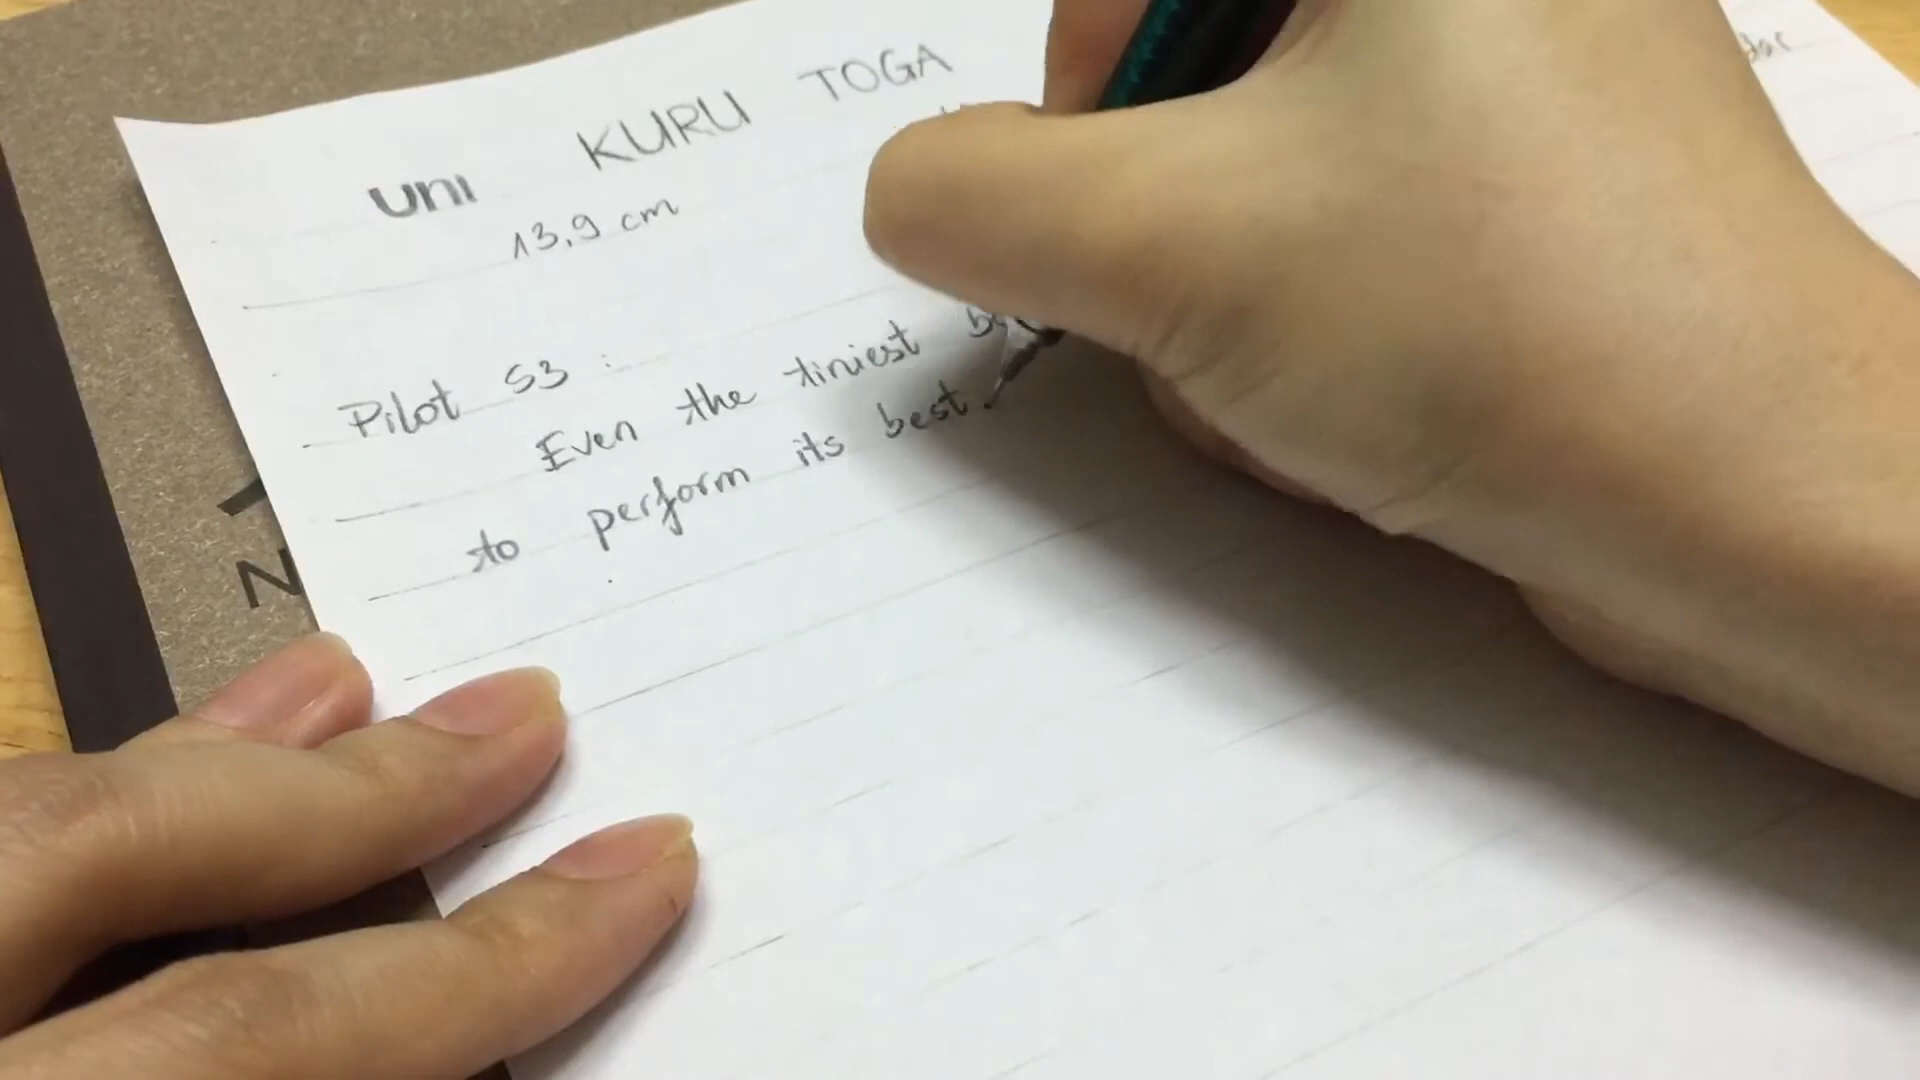 uni KURU TOGA
13,9 cm
Pilot S3 :
Even the tiniest
to perform its best.
N